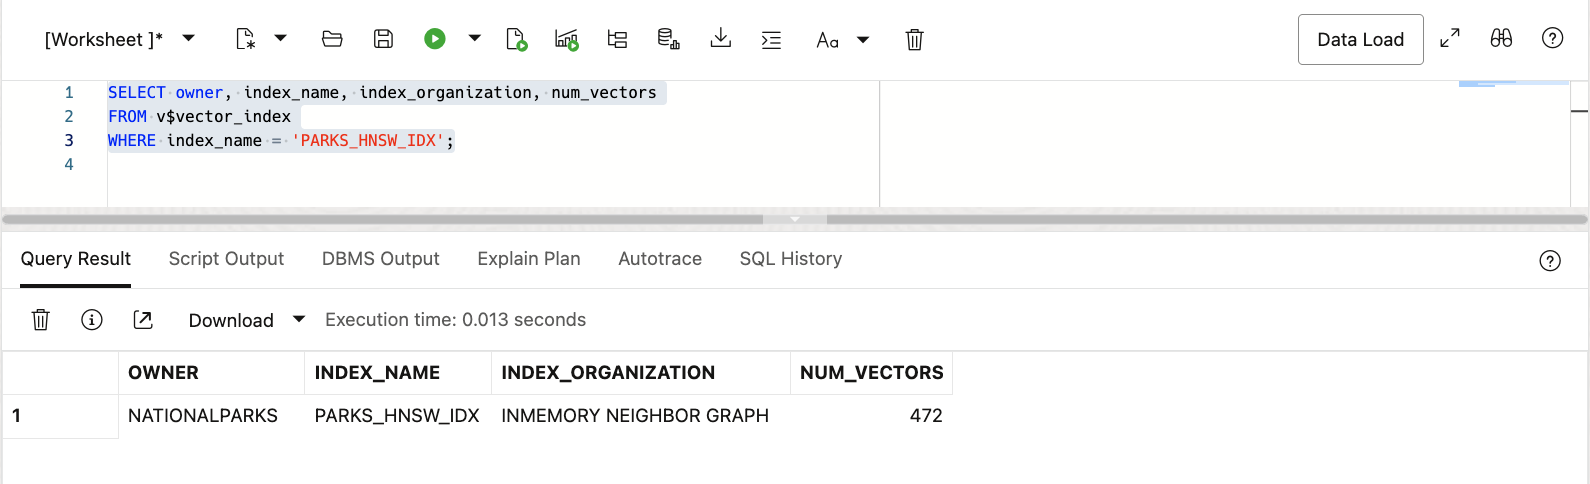 [Worksheet ]*
Aa
Data Load
1 SELECT owner, index_name, index_organization, num_vectors
2 FROM v$vector_index
3 WHERE index_name = 'PARKS_HNSW_IDX';
4
Query Result Script Output DBMS Output Explain Plan Autotrace SQL History
Download Execution time: 0.013 seconds
OWNER INDEX_NAME INDEX_ORGANIZATION NUM_VECTORS
1 NATIONALPARKS PARKS_HNSW_IDX INMEMORY NEIGHBOR GRAPH 472